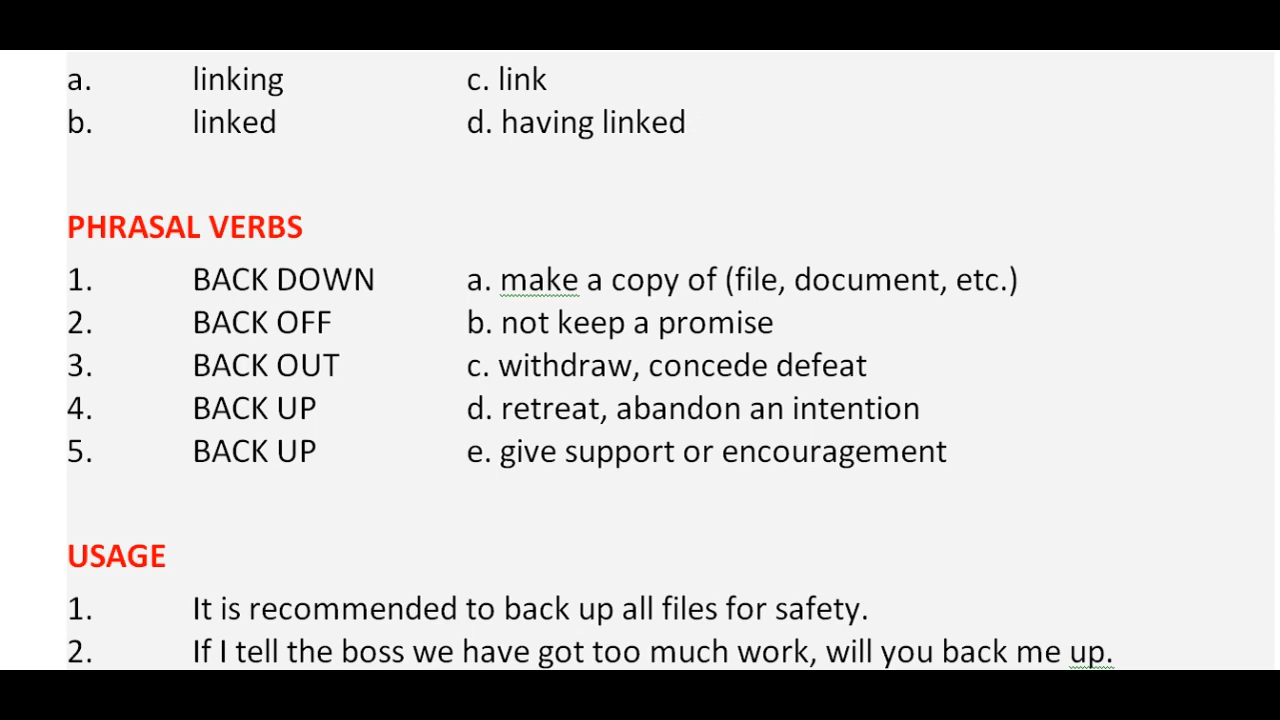 a. linking c. link
b. linked d. having linked
PHRASAL VERBS
1. BACK DOWN a. make a copy of (file, document, etc.)
2. BACK OFF b. not keep a promise
3. BACK OUT c. withdraw, concede defeat
4. BACK UP d. retreat, abandon an intention
5. BACK UP e. give support or encouragement
USAGE
1. It is recommended to back up all files for safety.
2. If I tell the boss we have got too much work, will you back me up.